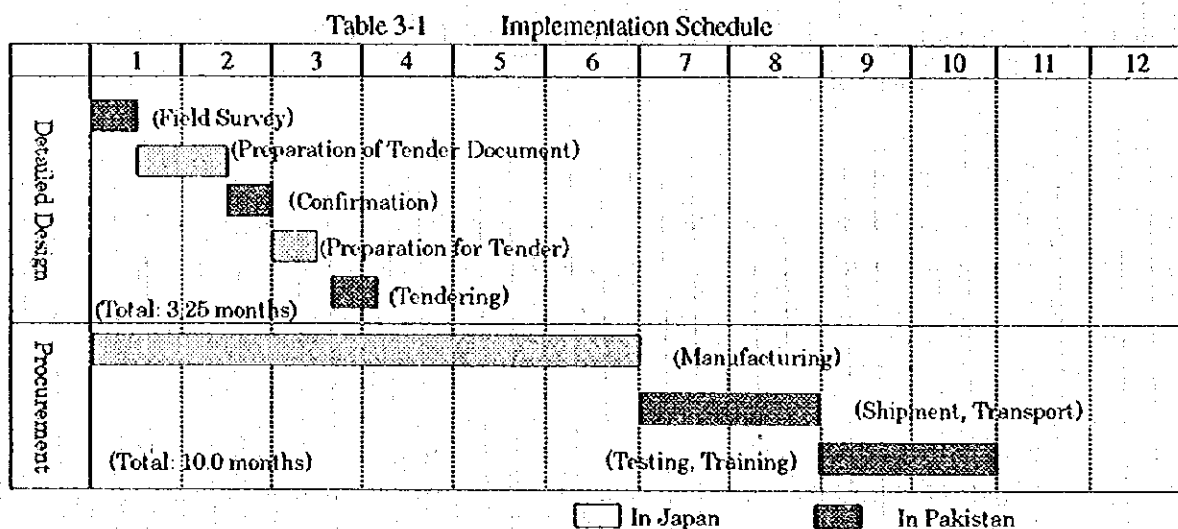 Table 3-1 Implementation Schedule
1 2 3 4 5 6 7 8 9 10 11 12
Detailed Design
(Field Survey)
(Preparation of Tender Document)
(Confirmation)
(Preparation for Tender)
(Tendering)
(Total: 3.25 months)
Procurement
(Manufacturing)
(Shipment, Transport)
(Total: 10.0 months) (Testing, Training)
In Japan In Pakistan